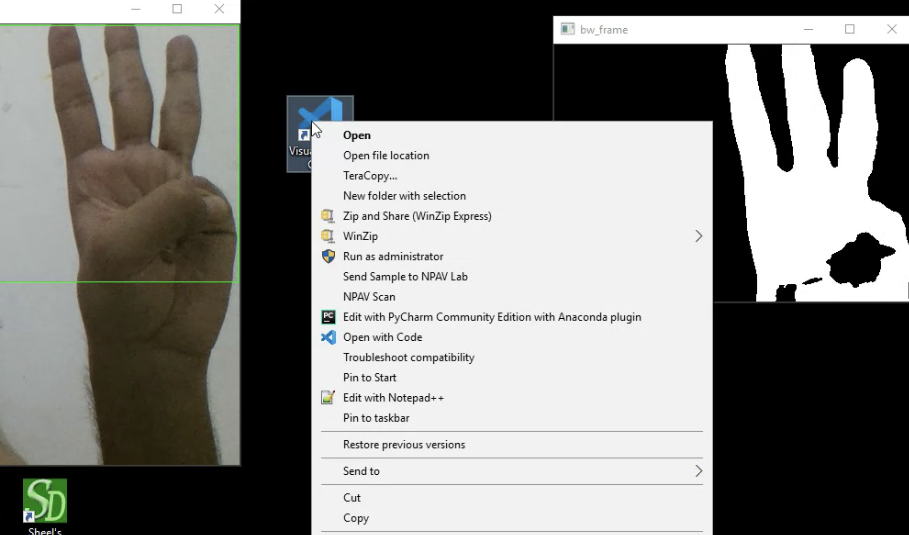 bw_frame
Visua
Open
Open file location
TeraCopy...
New folder with selection
Zip and Share (WinZip Express)
WinZip
Run as administrator
Send Sample to NPAV Lab
NPAV Scan
PC
Edit with PyCharm Community Edition with Anaconda plugin
Open with Code
Troubleshoot compatibility
Pin to Start
Edit with Notepad++
Pin to taskbar
Restore previous versions
Send to
Cut
Copy
SD
Sheel's